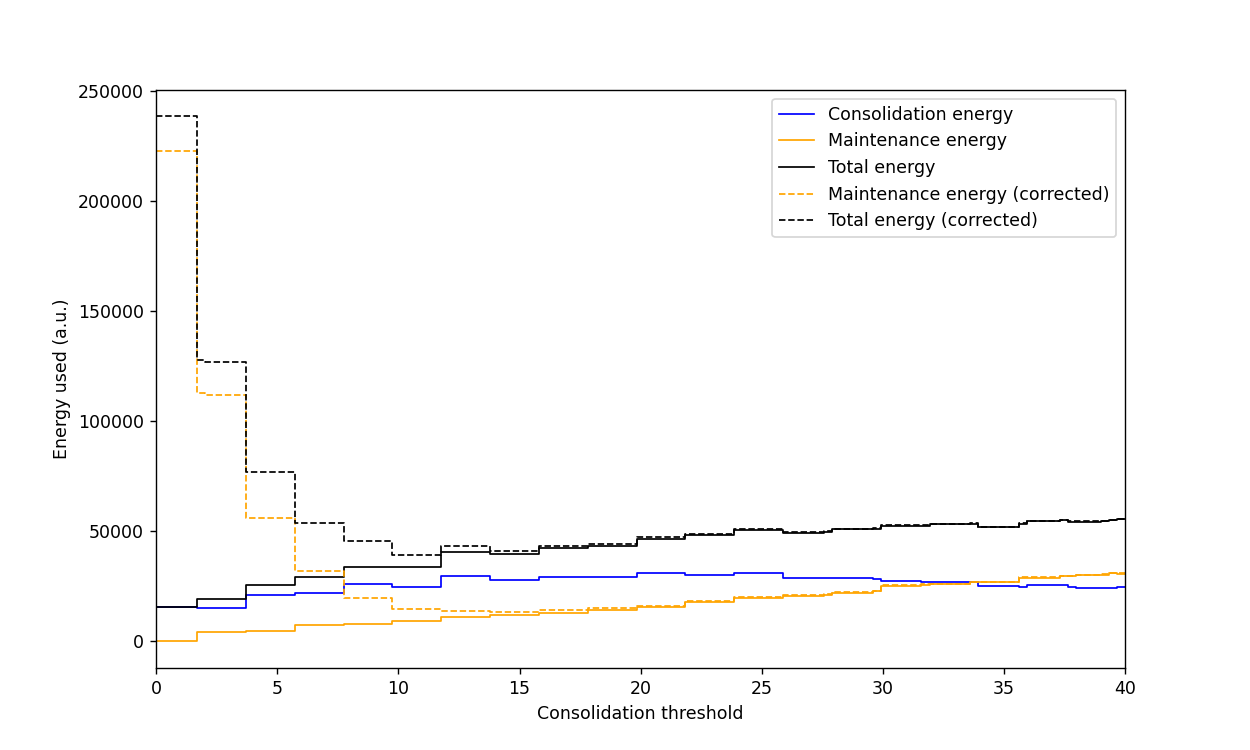 250000
200000
150000
100000
50000
0
Energy used (a.u.)
Consolidation energy
Maintenance energy
Total energy
Maintenance energy (corrected)
Total energy (corrected)
0 5 10 15 20 25 30 35 40
Consolidation threshold